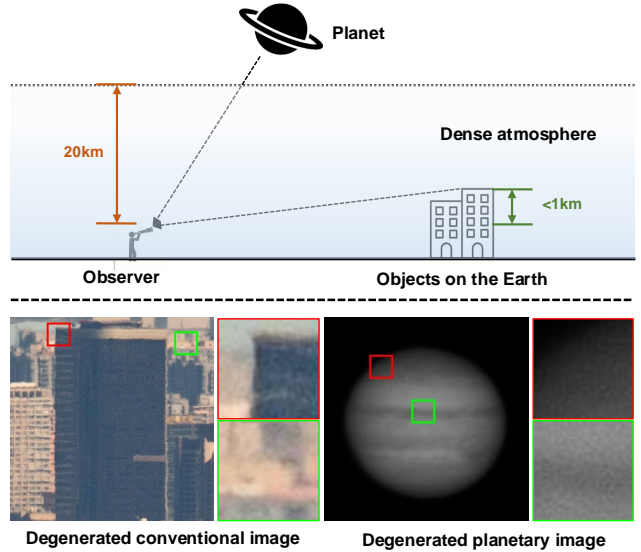 Planet
Dense atmosphere
20km
<1km
Observer
Objects on the Earth
Degenerated conventional image
Degenerated planetary image